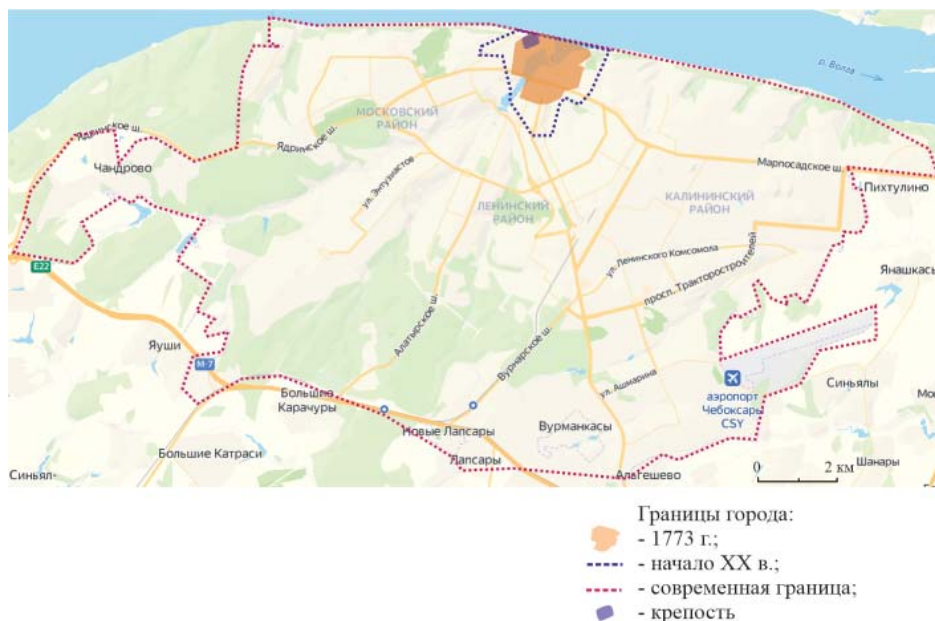 р. Волга
МОСКОВСКИЙ
РАЙОН
Ядринское ш.
Ядринское ш.
Чандрово
Марпосадское ш.
Пихтулино
ул. Энтузиастов
ЛЕНИНСКИЙ
РАЙОН
КАЛИНИНСКИЙ
РАЙОН
ул. Ленинского Комсомола
просп. Тракторостроителей
Янашкасы
E22
Яуши
М-7
Алатырское ш.
Вурнарское ш.
ул. Ашмарина
аэропорт
Чебоксары
CSY
Синьялы
Большие
Карачуры
Новые Лапсары
Вурманкасы
Большие Катраси
Лапсары
Альгешево
Синьял-
Шанары
0 2 км
Границы города:
- 1773 г.;
- начало XX в.;
- современная граница;
- крепость